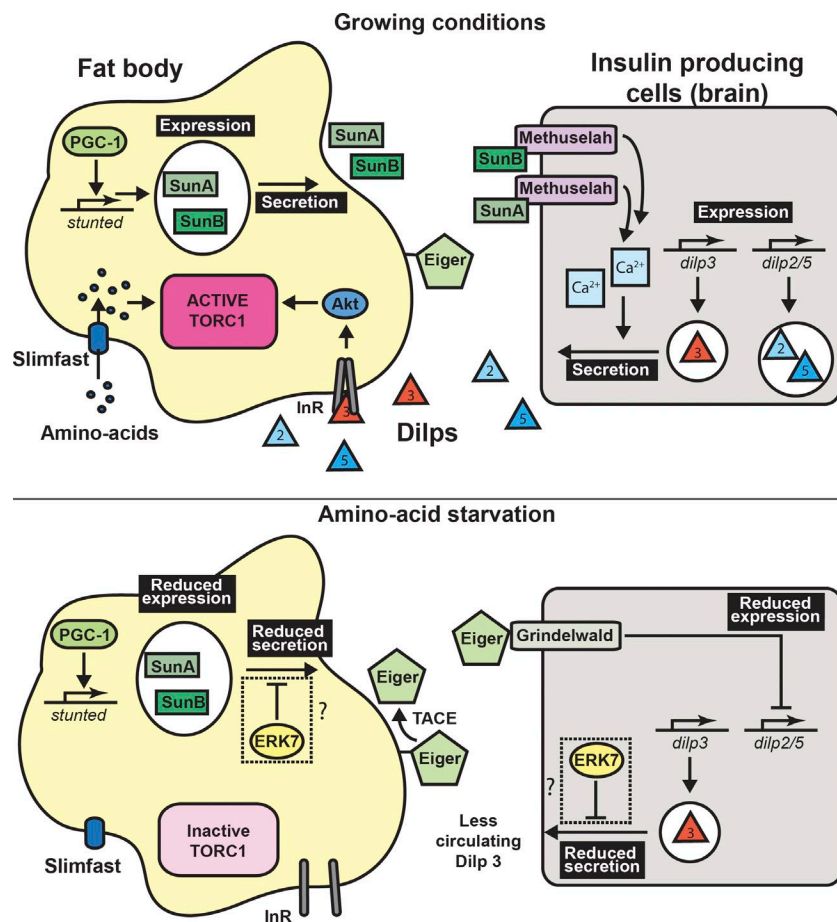 Growing conditions
Fat body
Insulin producing
cells (brain)
PGC-1
stunted
Expression
SunA
SunB
Secretion
SunA
SunB
Eiger
ACTIVE
TORC1
Akt
Slimfast
Amino-acids
InR
3
3
2
5
2
5
Dilps
Methuselah
SunB
Methuselah
SunA
Ca²⁺
Ca²⁺
Expression
dilp3
dilp2/5
Secretion
3
2
5
Amino-acid starvation
Reduced
expression
PGC-1
stunted
SunA
SunB
Reduced
secretion
?
ERK7
Eiger
TACE
Eiger
Slimfast
Inactive
TORC1
InR
Eiger
Grindelwald
Reduced
expression
dilp3
dilp2/5
?
ERK7
Less
circulating
Dilp 3
3
Reduced
secretion